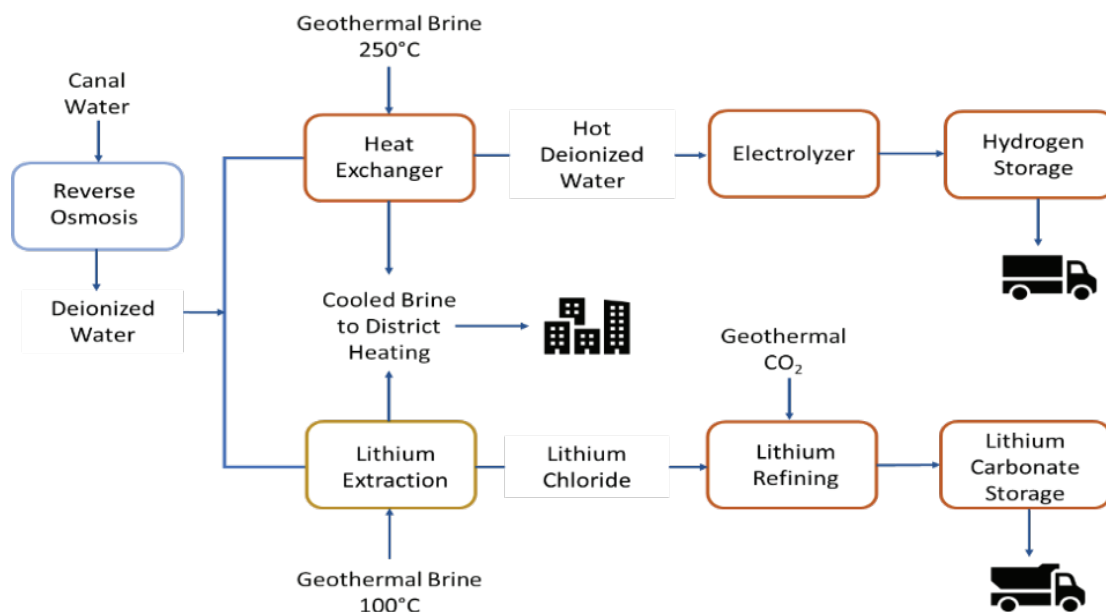 Geothermal Brine
250°C
Canal
Water
Reverse
Osmosis
Deionized
Water
Heat
Exchanger
Hot
Deionized
Water
Electrolyzer
Hydrogen
Storage
Cooled Brine
to District
Heating
Geothermal
CO₂
Lithium
Extraction
Lithium
Chloride
Lithium
Refining
Lithium
Carbonate
Storage
Geothermal Brine
100°C